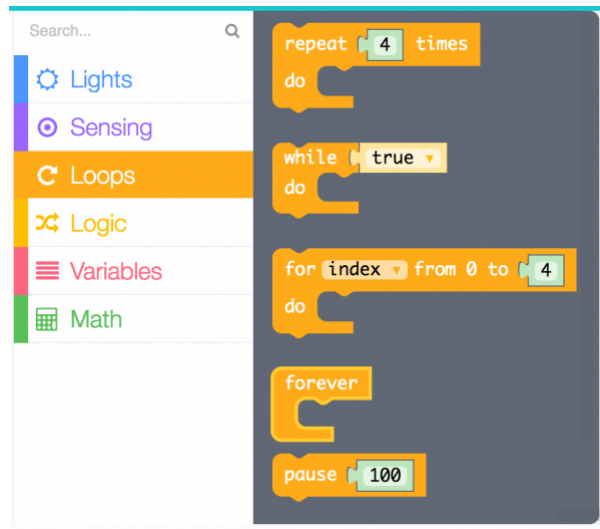 Search...
Lights
Sensing
Loops
Logic
Variables
Math
repeat 4 times
do
while true
do
for index from 0 to 4
do
forever
pause 100